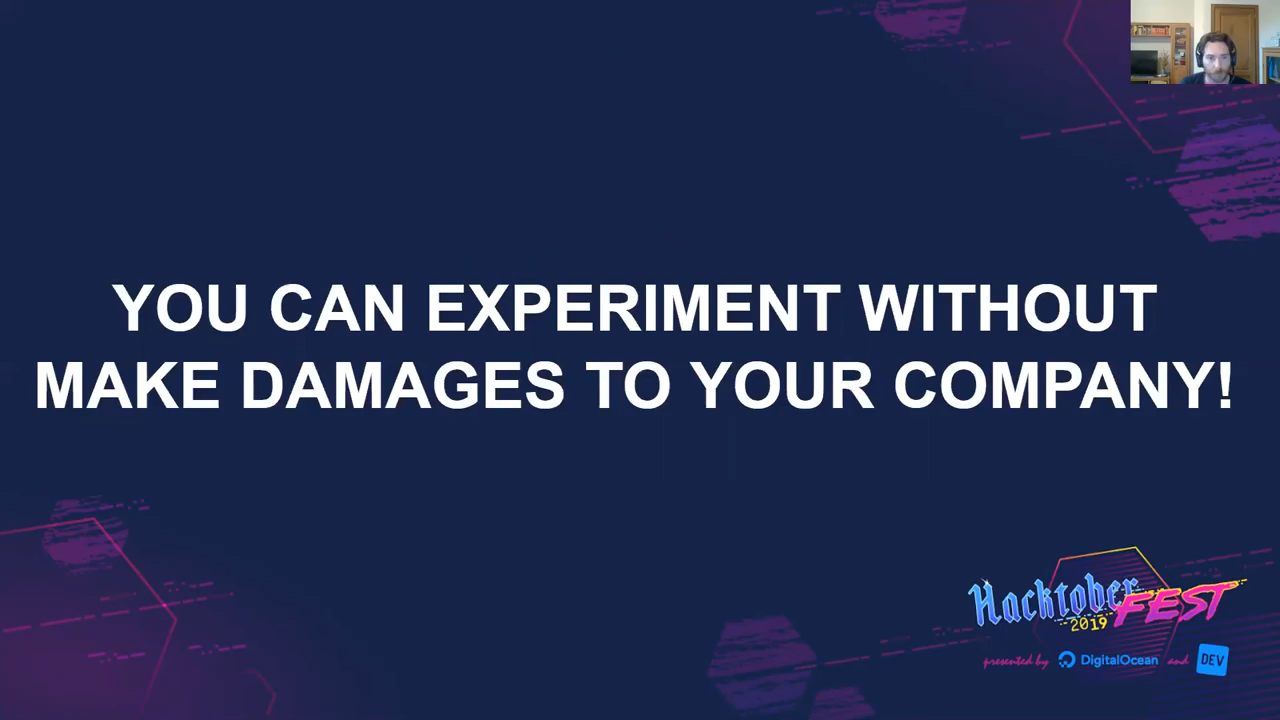 YOU CAN EXPERIMENT WITHOUT
MAKE DAMAGES TO YOUR COMPANY!
Hacktober FEST
2019
presented by DigitalOcean and DEV